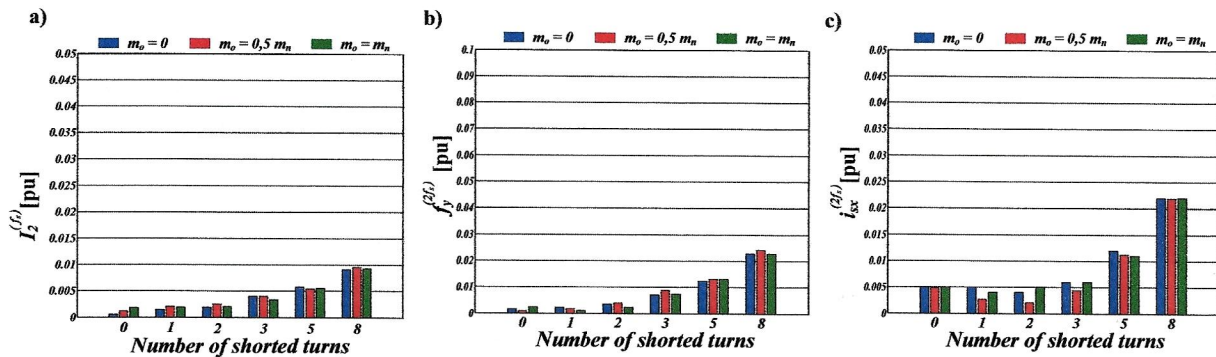 a)
m_o = 0 m_o = 0,5 m_n m_o = m_n
0.05
0.045
0.04
0.035
0.03
0.025
0.02
0.015
0.01
0.005
0
I_2^(f_s) [pu]
0 1 2 3 5 8
Number of shorted turns
b)
m_o = 0 m_o = 0,5 m_n m_o = m_n
0.1
0.09
0.08
0.07
0.06
0.05
0.04
0.03
0.02
0.01
0
f_y^(2f_s) [pu]
0 1 2 3 5 8
Number of shorted turns
c)
m_o = 0 m_o = 0,5 m_n m_o = m_n
0.05
0.045
0.04
0.035
0.03
0.025
0.02
0.015
0.01
0.005
0
i_sx^(2f_s) [pu]
0 1 2 3 5 8
Number of shorted turns